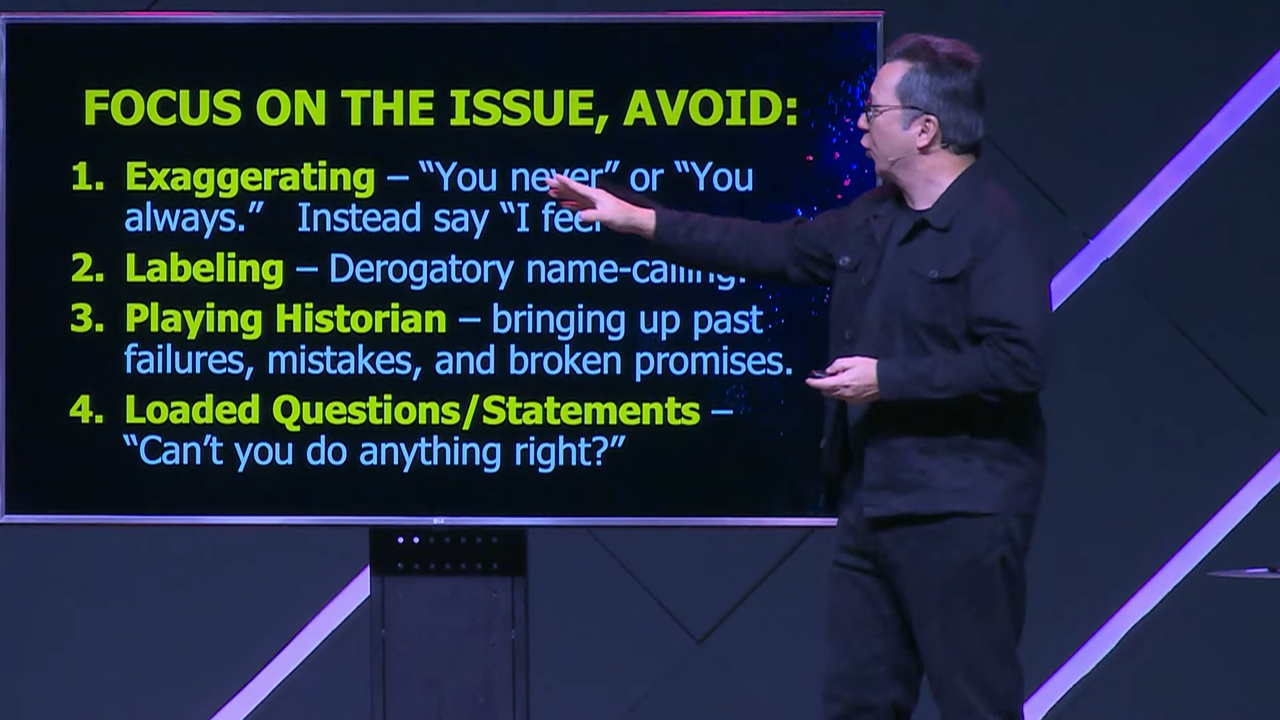 FOCUS ON THE ISSUE, AVOID:
1. Exaggerating – “You never” or “You
always.” Instead say “I feel
2. Labeling – Derogatory name-calling.
3. Playing Historian – bringing up past
failures, mistakes, and broken promises.
4. Loaded Questions/Statements –
“Can’t you do anything right?”
LG